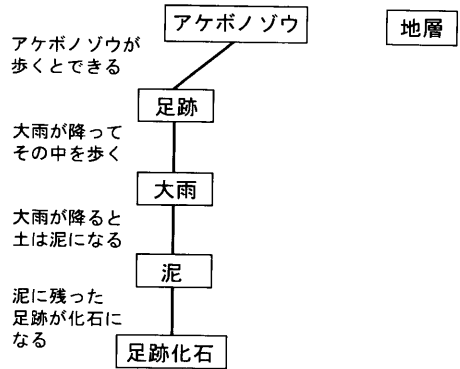 アケボノゾウ
地層
アケボノゾウが
歩くとできる
足跡
大雨が降って
その中を歩く
大雨
大雨が降ると
土は泥になる
泥
泥に残った
足跡が化石に
なる
足跡化石